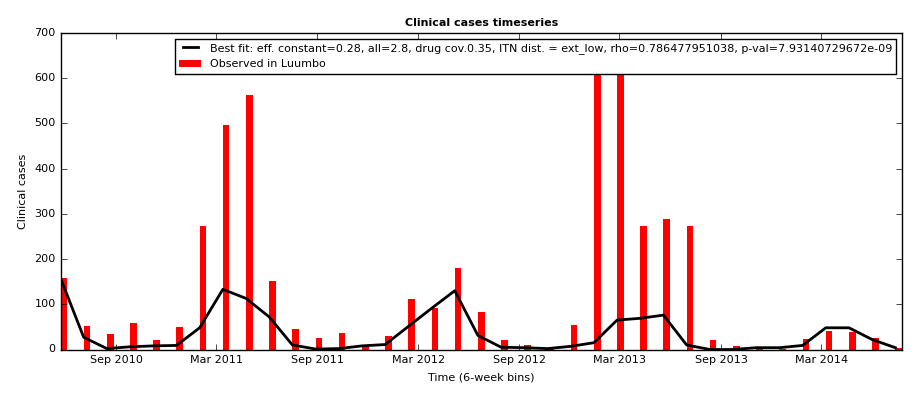 Clinical cases timeseries
700
600
500
400
300
200
100
0
Clinical cases
Best fit: eff. constant=0.28, all=2.8, drug cov.0.35, ITN dist. = ext_low, rho=0.786477951038, p-val=7.93140729672e-09
Observed in Luumbo
Sep 2010 Mar 2011 Sep 2011 Mar 2012 Sep 2012 Mar 2013 Sep 2013 Mar 2014
Time (6-week bins)